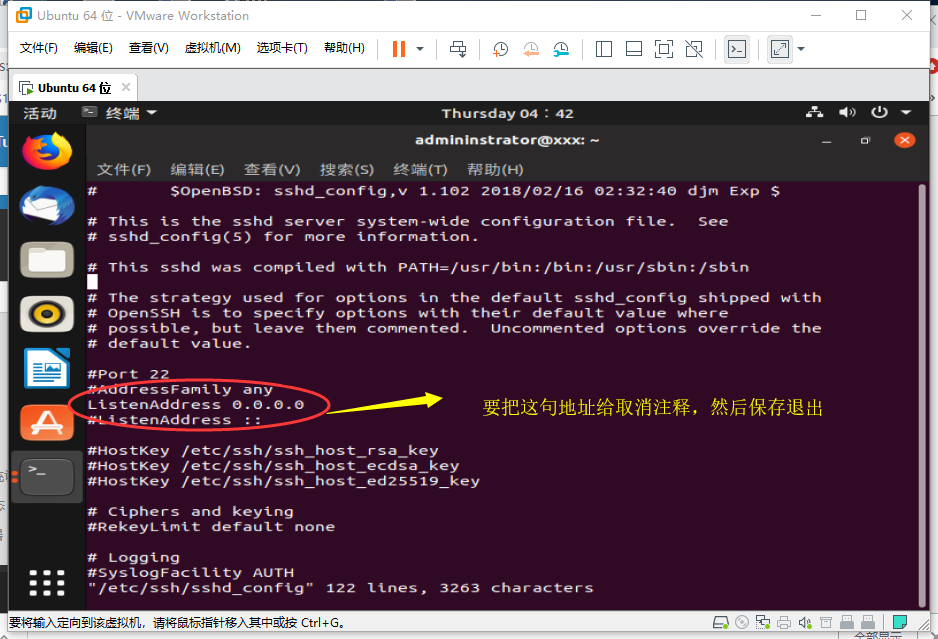 Ubuntu 64 位 - VMware Workstation
文件(F) 编辑(E) 查看(V) 虚拟机(M) 选项卡(T) 帮助(H)
Ubuntu 64 位
活动 终端 Thursday 04：42
admininstrator@xxx: ~
文件(F) 编辑(E) 查看(V) 搜索(S) 终端(T) 帮助(H)
# $OpenBSD: sshd_config,v 1.102 2018/02/16 02:32:40 djm Exp $
# This is the sshd server system-wide configuration file. See
# sshd_config(5) for more information.
# This sshd was compiled with PATH=/usr/bin:/bin:/usr/sbin:/sbin
# The strategy used for options in the default sshd_config shipped with
# OpenSSH is to specify options with their default value where
# possible, but leave them commented. Uncommented options override the
# default value.
#Port 22
#AddressFamily any
ListenAddress 0.0.0.0
要把这句地址给取消注释，然后保存退出
#ListenAddress ::
#HostKey /etc/ssh/ssh_host_rsa_key
#HostKey /etc/ssh/ssh_host_ecdsa_key
#HostKey /etc/ssh/ssh_host_ed25519_key
# Ciphers and keying
#RekeyLimit default none
# Logging
#SyslogFacility AUTH
"/etc/ssh/sshd_config" 122 lines, 3263 characters
要将输入定向到该虚拟机，请将鼠标指针移入其中或按 Ctrl+G。